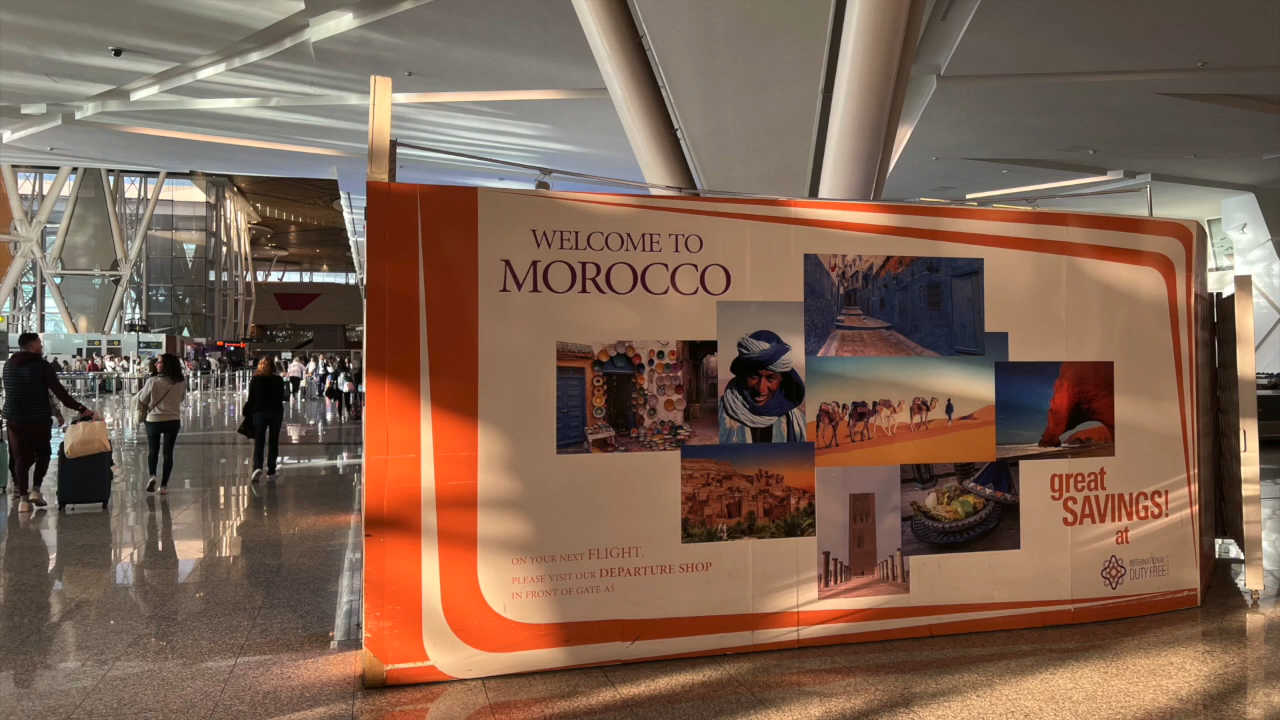 WELCOME TO
MOROCCO
ON YOUR NEXT FLIGHT,
PLEASE VISIT OUR DEPARTURE SHOP
IN FRONT OF GATE A5
great
SAVINGS!
at
INTERNATIONAL
DUTY FREE